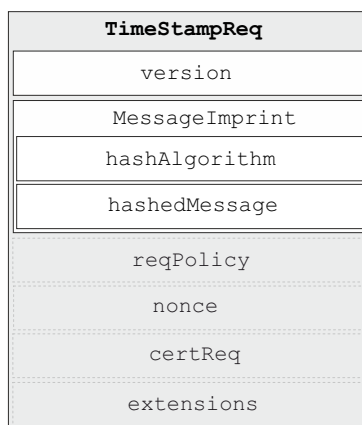 TimeStampReq
version
MessageImprint
hashAlgorithm
hashedMessage
reqPolicy
nonce
certReq
extensions